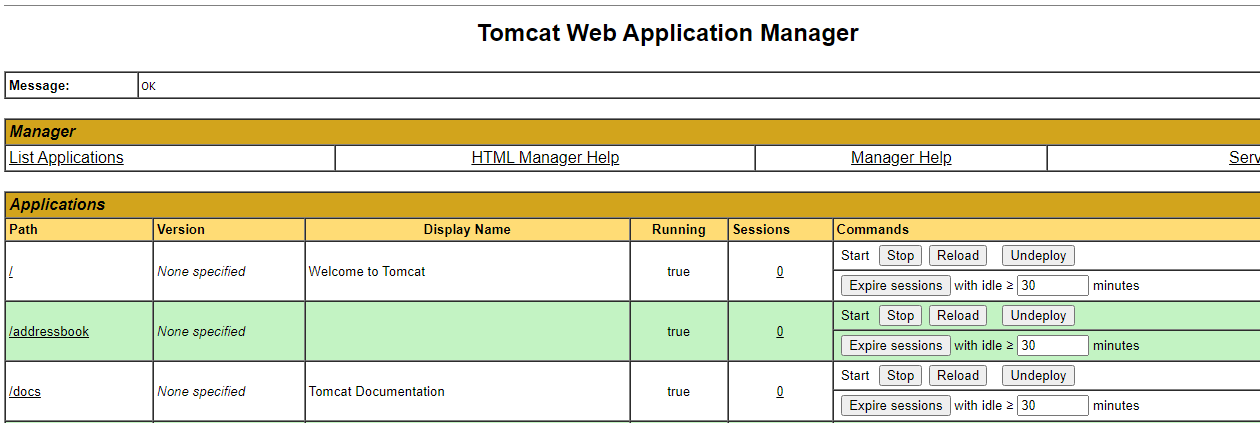 Tomcat Web Application Manager
Message: OK
Manager
List Applications HTML Manager Help Manager Help Serv
Applications
Path Version Display Name Running Sessions Commands
Start Stop Reload Undeploy
/ None specified Welcome to Tomcat true 0
Expire sessions with idle ≥ 30 minutes
Start Stop Reload Undeploy
/addressbook None specified true 0
Expire sessions with idle ≥ 30 minutes
Start Stop Reload Undeploy
/docs None specified Tomcat Documentation true 0
Expire sessions with idle ≥ 30 minutes